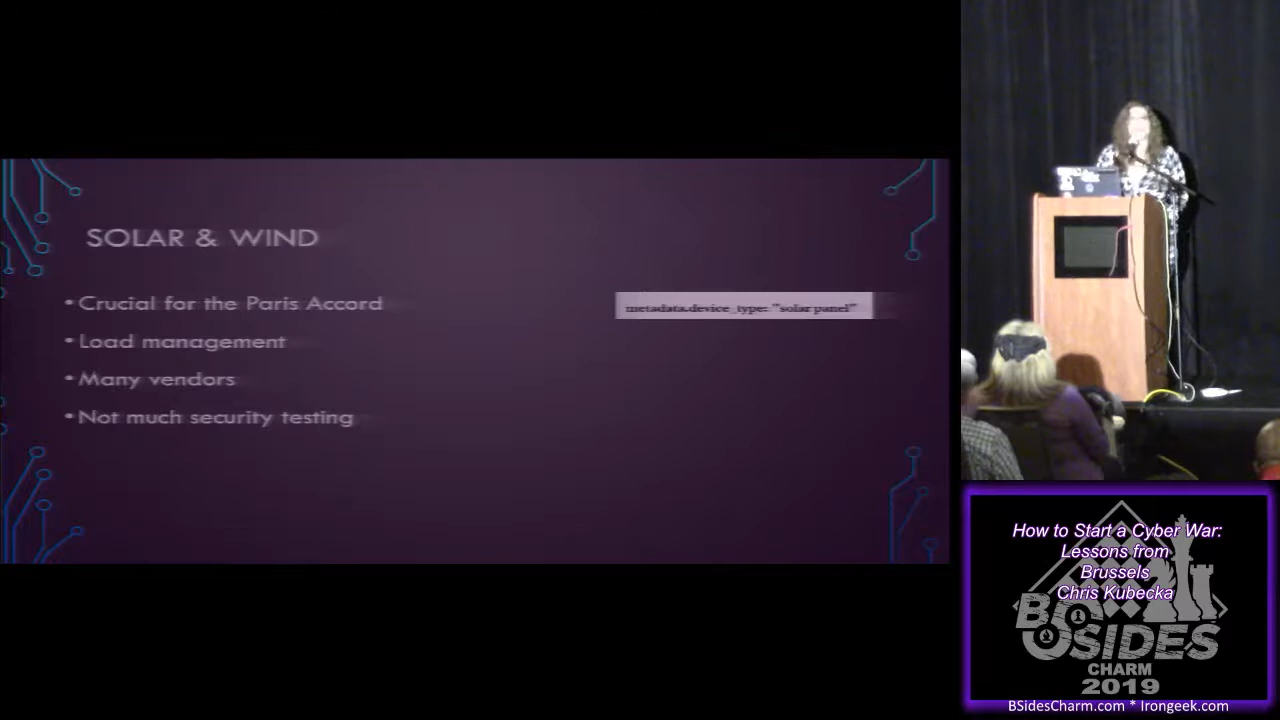 SOLAR & WIND
• Crucial for the Paris Accord
• Load management
• Many vendors
• Not much security testing
metadata.device_type: "solar panel"
How to Start a Cyber War:
Lessons from
Brussels
Chris Kubecka
BSIDES
CHARM
2019
BSidesCharm.com * Irongeek.com